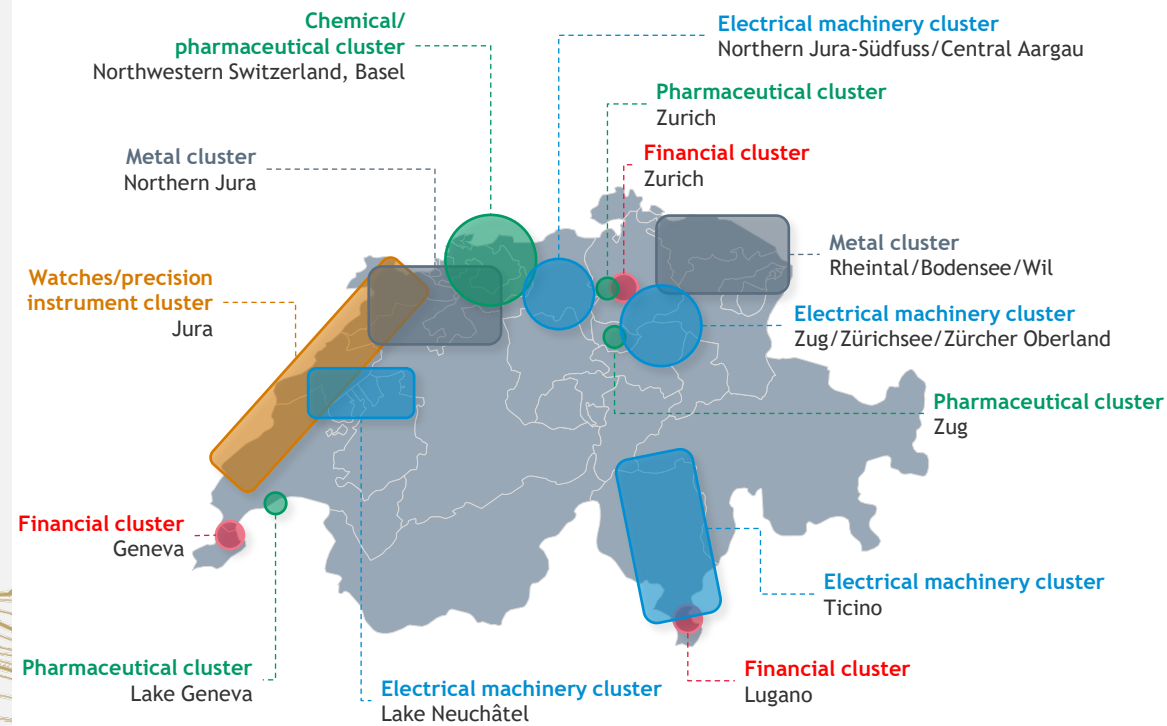 Chemical/
pharmaceutical cluster
Northwestern Switzerland, Basel
Electrical machinery cluster
Northern Jura-Südfuss/Central Aargau
Pharmaceutical cluster
Zurich
Financial cluster
Zurich
Metal cluster
Northern Jura
Metal cluster
Rheintal/Bodensee/Wil
Watches/precision
instrument cluster
Jura
Electrical machinery cluster
Zug/Zürichsee/Zürcher Oberland
Pharmaceutical cluster
Zug
Financial cluster
Geneva
Electrical machinery cluster
Ticino
Pharmaceutical cluster
Lake Geneva
Electrical machinery cluster
Lake Neuchâtel
Financial cluster
Lugano